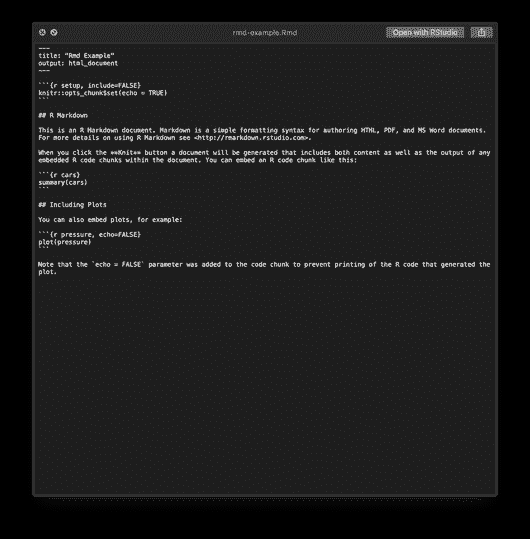 rmd-example.Rmd
Open with RStudio
---
title: "Rmd Example"
output: html_document
---
```{r setup, include=FALSE}
knitr::opts_chunk$set(echo = TRUE)
```
## R Markdown
This is an R Markdown document. Markdown is a simple formatting syntax for authoring HTML, PDF, and MS Word documents.
For more details on using R Markdown see <http://rmarkdown.rstudio.com>.
When you click the **Knit** button a document will be generated that includes both content as well as the output of any
embedded R code chunks within the document. You can embed an R code chunk like this:
```{r cars}
summary(cars)
```
## Including Plots
You can also embed plots, for example:
```{r pressure, echo=FALSE}
plot(pressure)
```
Note that the `echo = FALSE` parameter was added to the code chunk to prevent printing of the R code that generated the
plot.